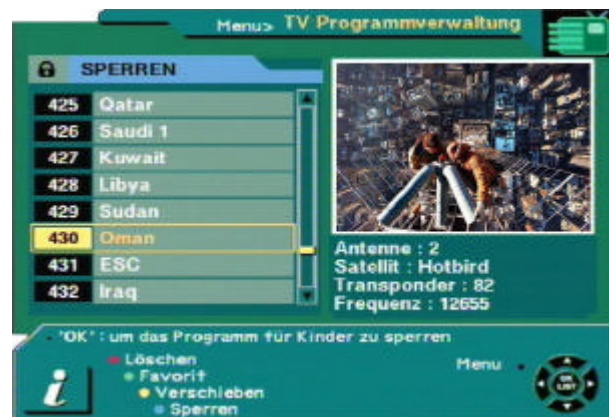 Menu> TV Programmverwaltung
SPERREN
425 Qatar
426 Saudi 1
427 Kuwait
428 Libya
429 Sudan
430 Oman
431 ESC
432 Iraq
Antenne : 2
Satellit : Hotbird
Transponder : 82
Frequenz : 12655
'OK' : um das Programm für Kinder zu sperren
Löschen
Favorit
Verschieben
Sperren
Menu
i
OK
LIST